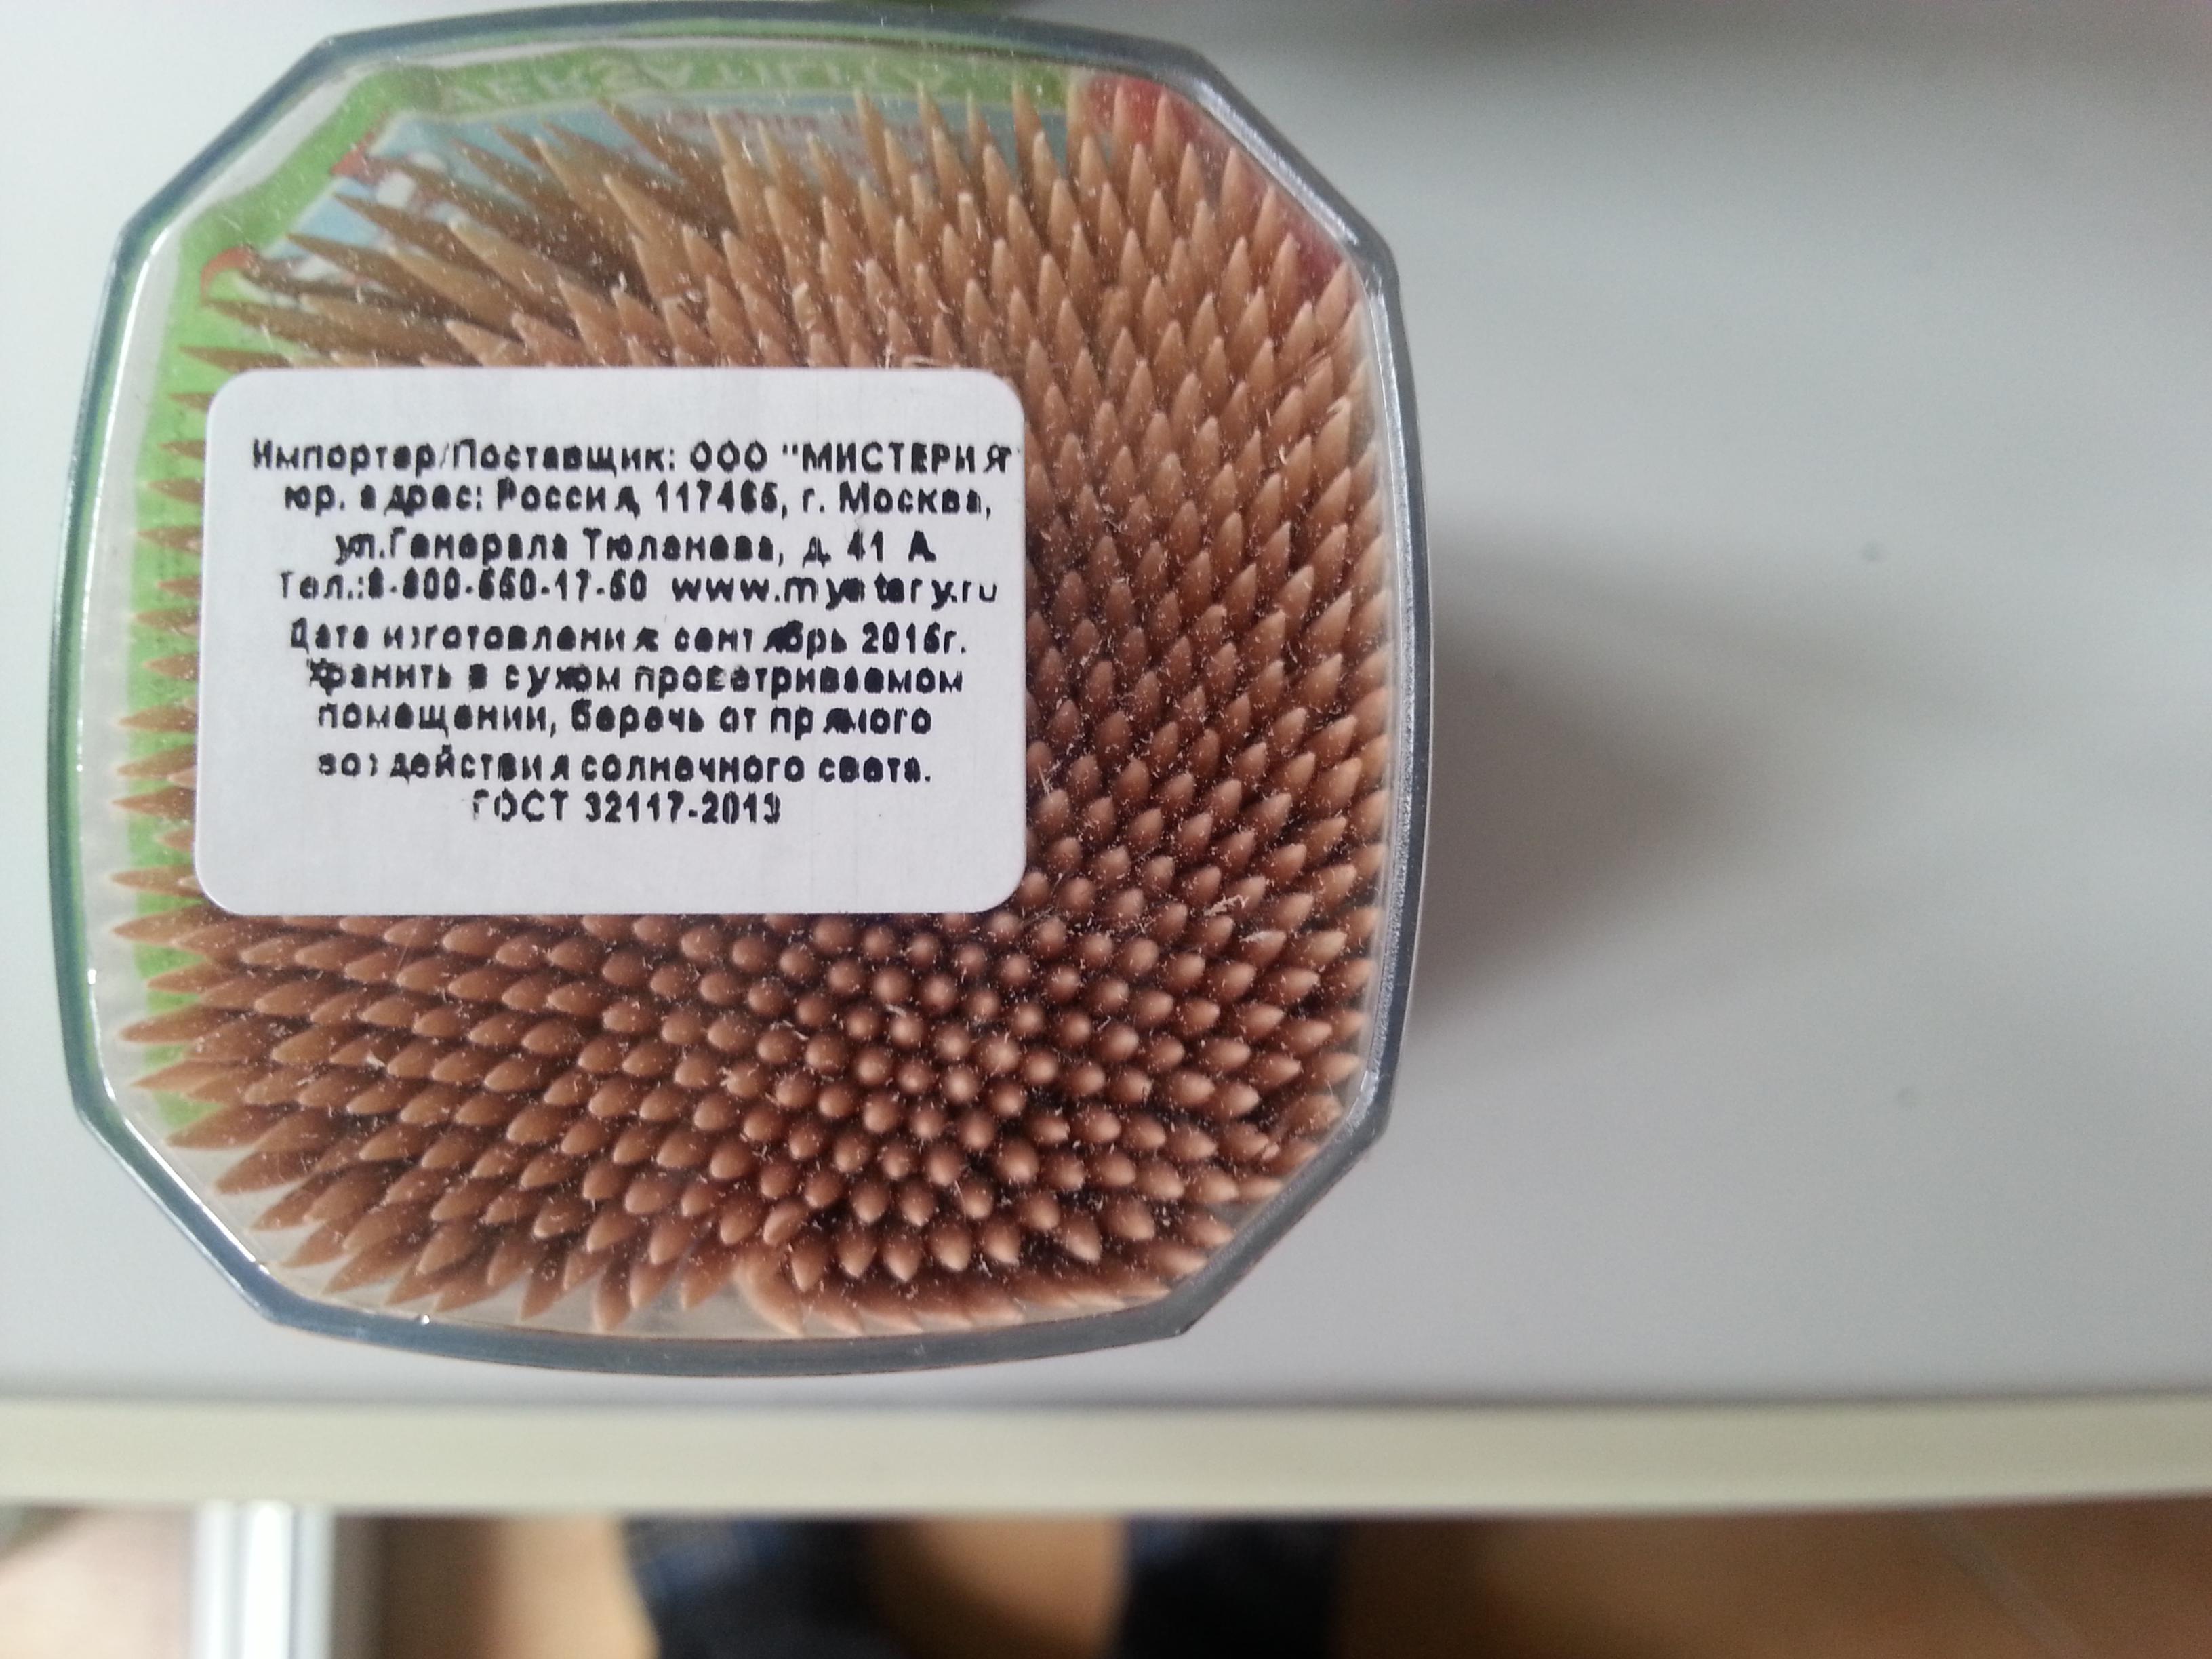 Импортер/Поставщик: ООО "МИСТЕРИЯ"
юр. адрес: Россия, 117465, г. Москва,
ул.Генерала Тюленева, д. 41 А
Тел.:8-800-550-17-50 www.mystery.ru
Дата изготовления: сентябрь 2016г.
Хранить в сухом проветриваемом
помещении, беречь от прямого
воздействия солнечного света.
ГОСТ 32117-2013